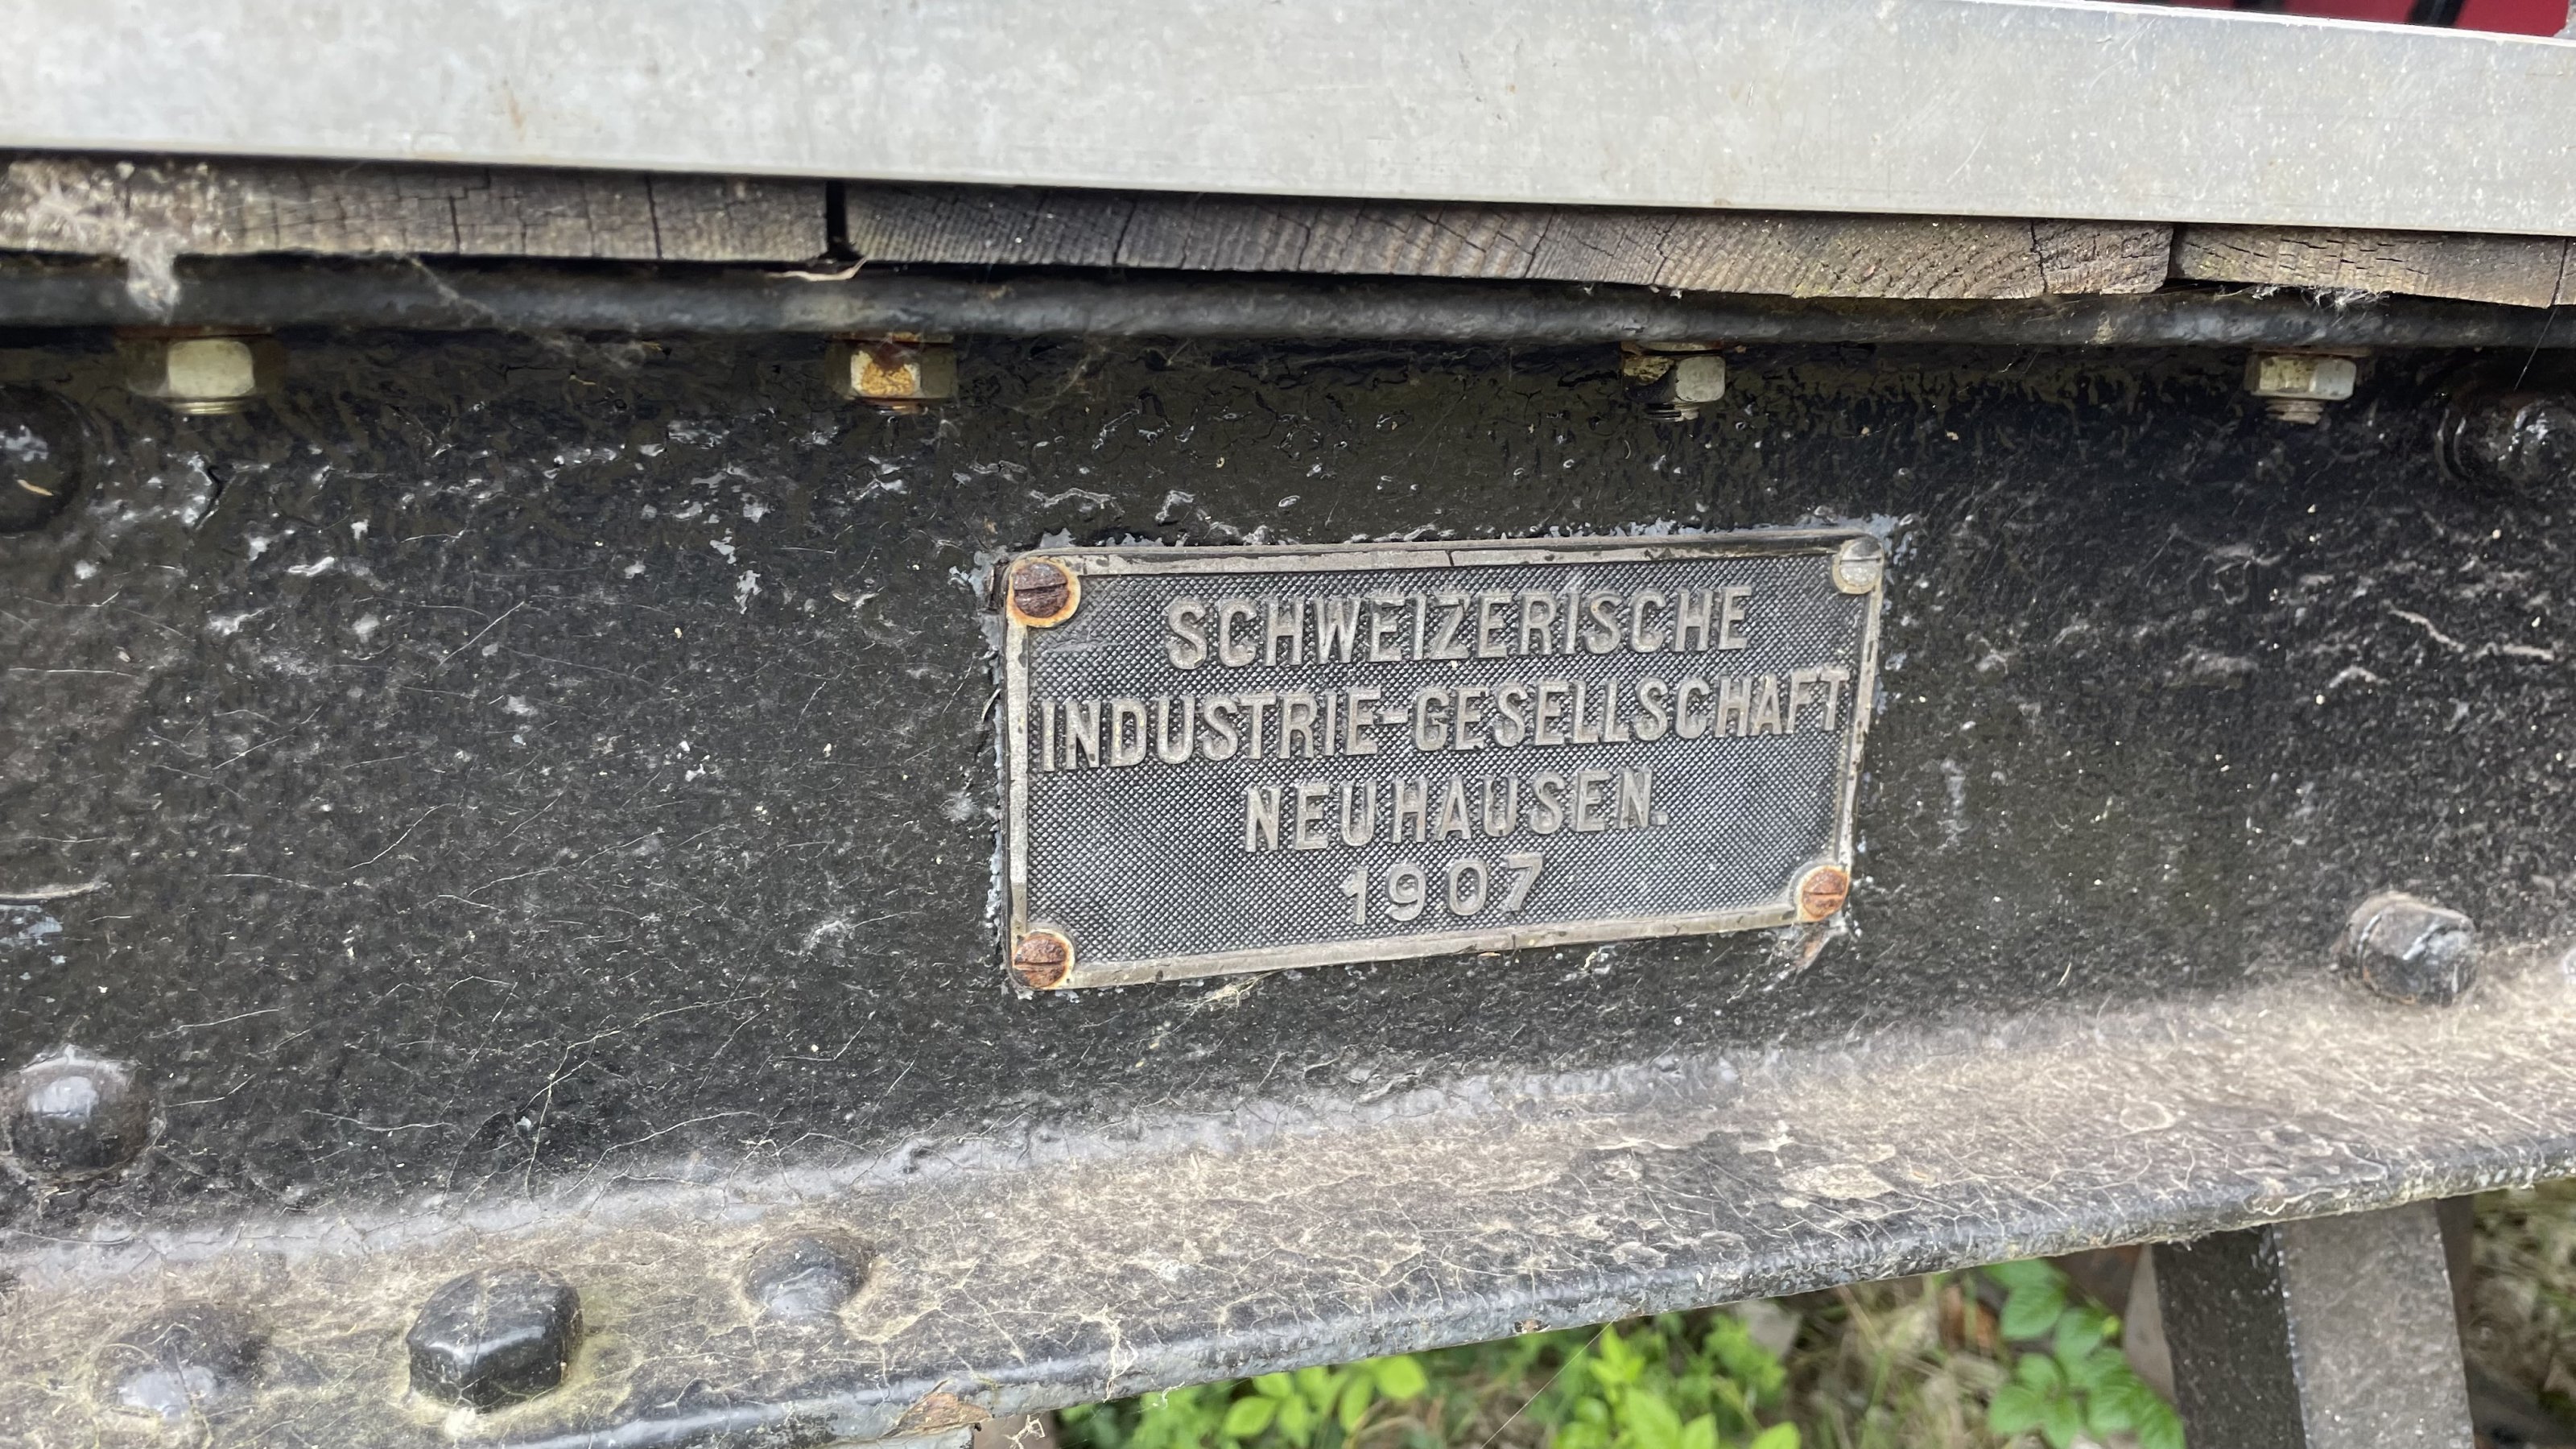 SCHWEIZERISCHE
INDUSTRIE-GESELLSCHAFT
NEUHAUSEN.
1907